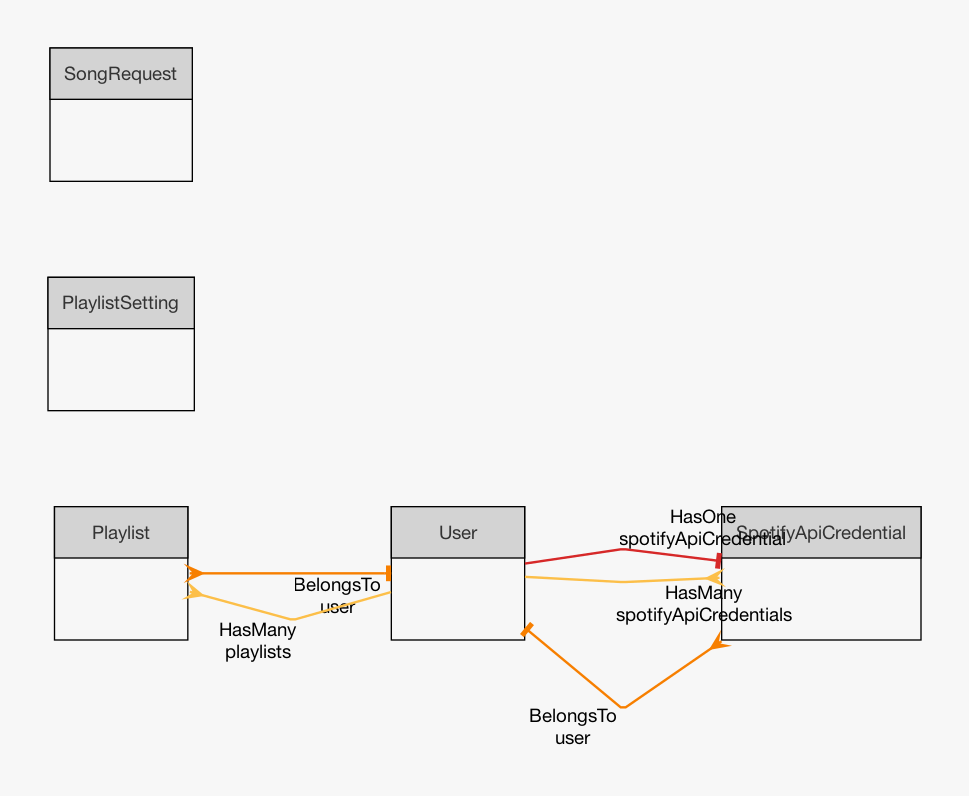 SongRequest
PlaylistSetting
Playlist
User
SpotifyApiCredential
HasOne
spotifyApiCredential
BelongsTo
user
HasMany
spotifyApiCredentials
HasMany
playlists
BelongsTo
user